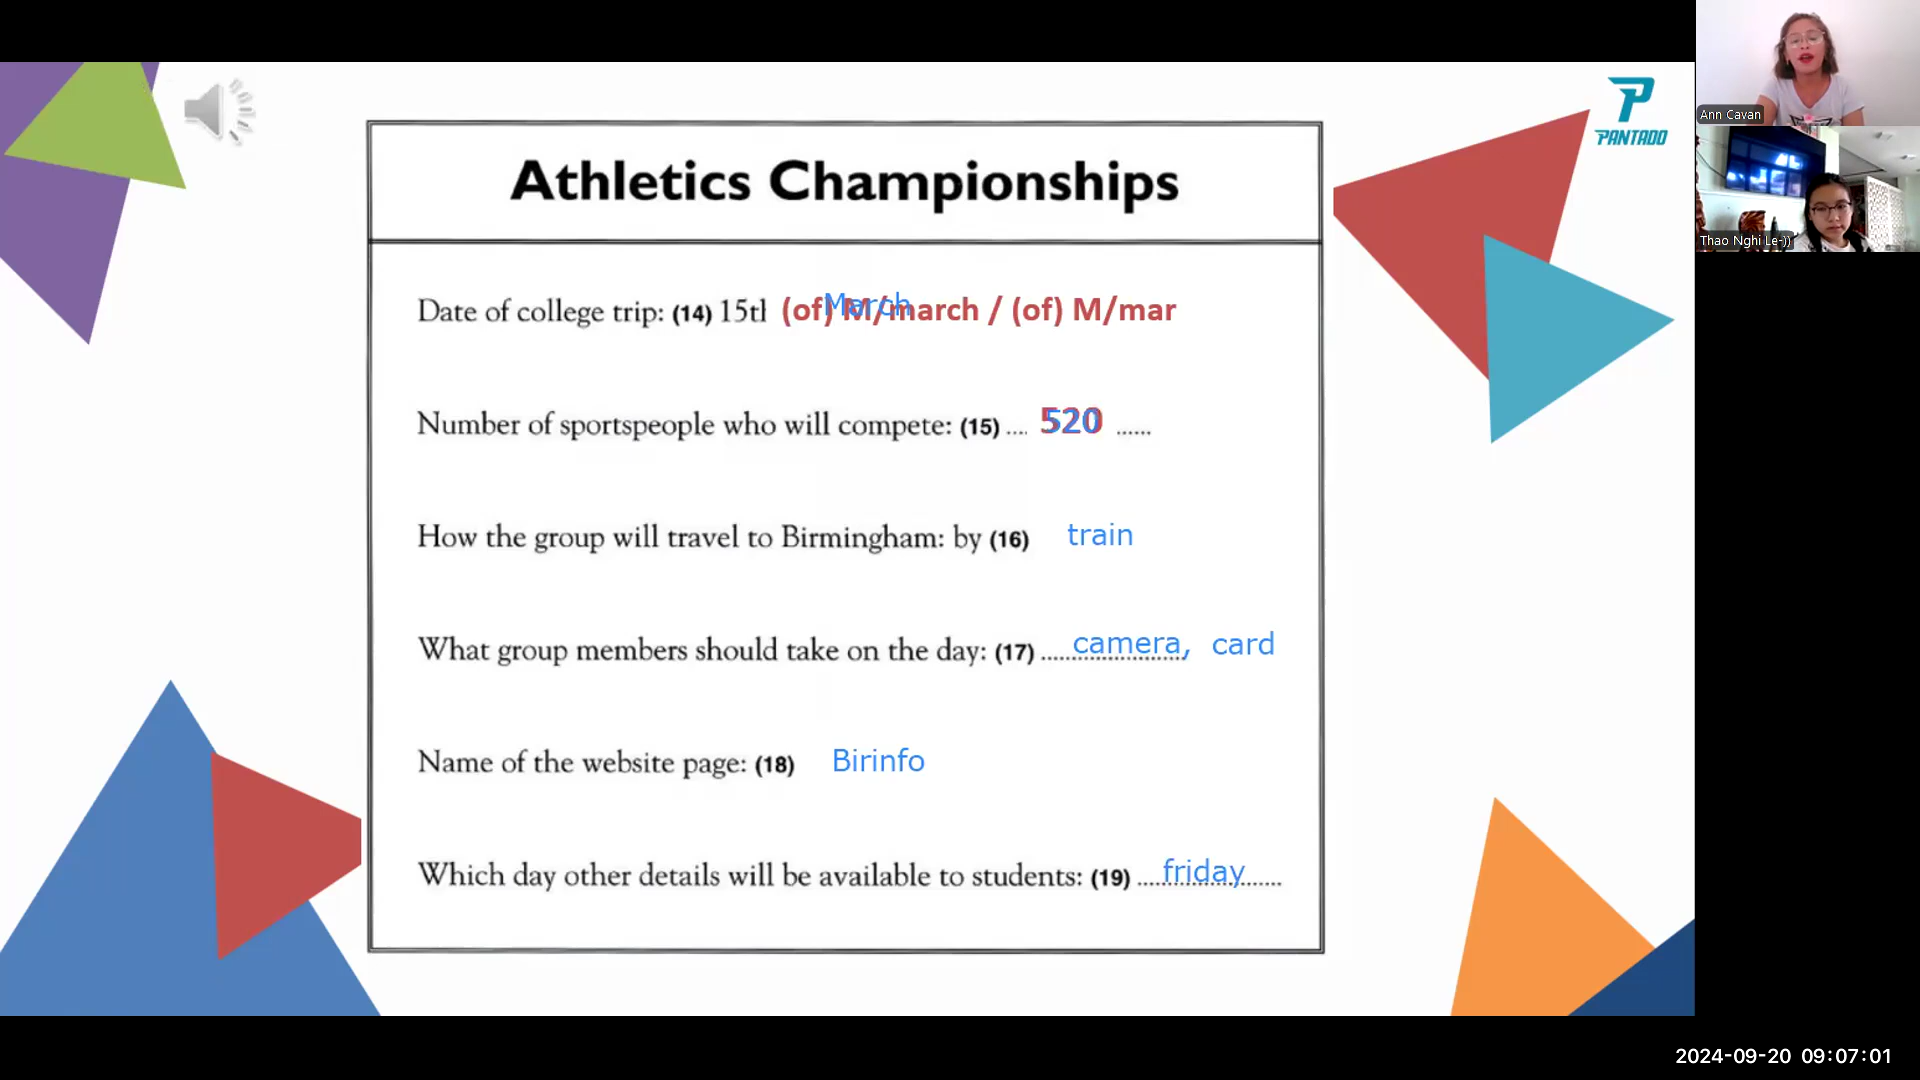 Athletics Championships
Date of college trip: (14) 15th (of) M/march / (of) M/mar
March
Number of sportspeople who will compete: (15) .... 520 ......
How the group will travel to Birmingham: by (16) train
What group members should take on the day: (17) ................... camera, card
Name of the website page: (18) Birinfo
Which day other details will be available to students: (19) ................... friday
PANTADO
Ann Cavan
Thao Nghi Le-))
2024-09-20 09:07:01